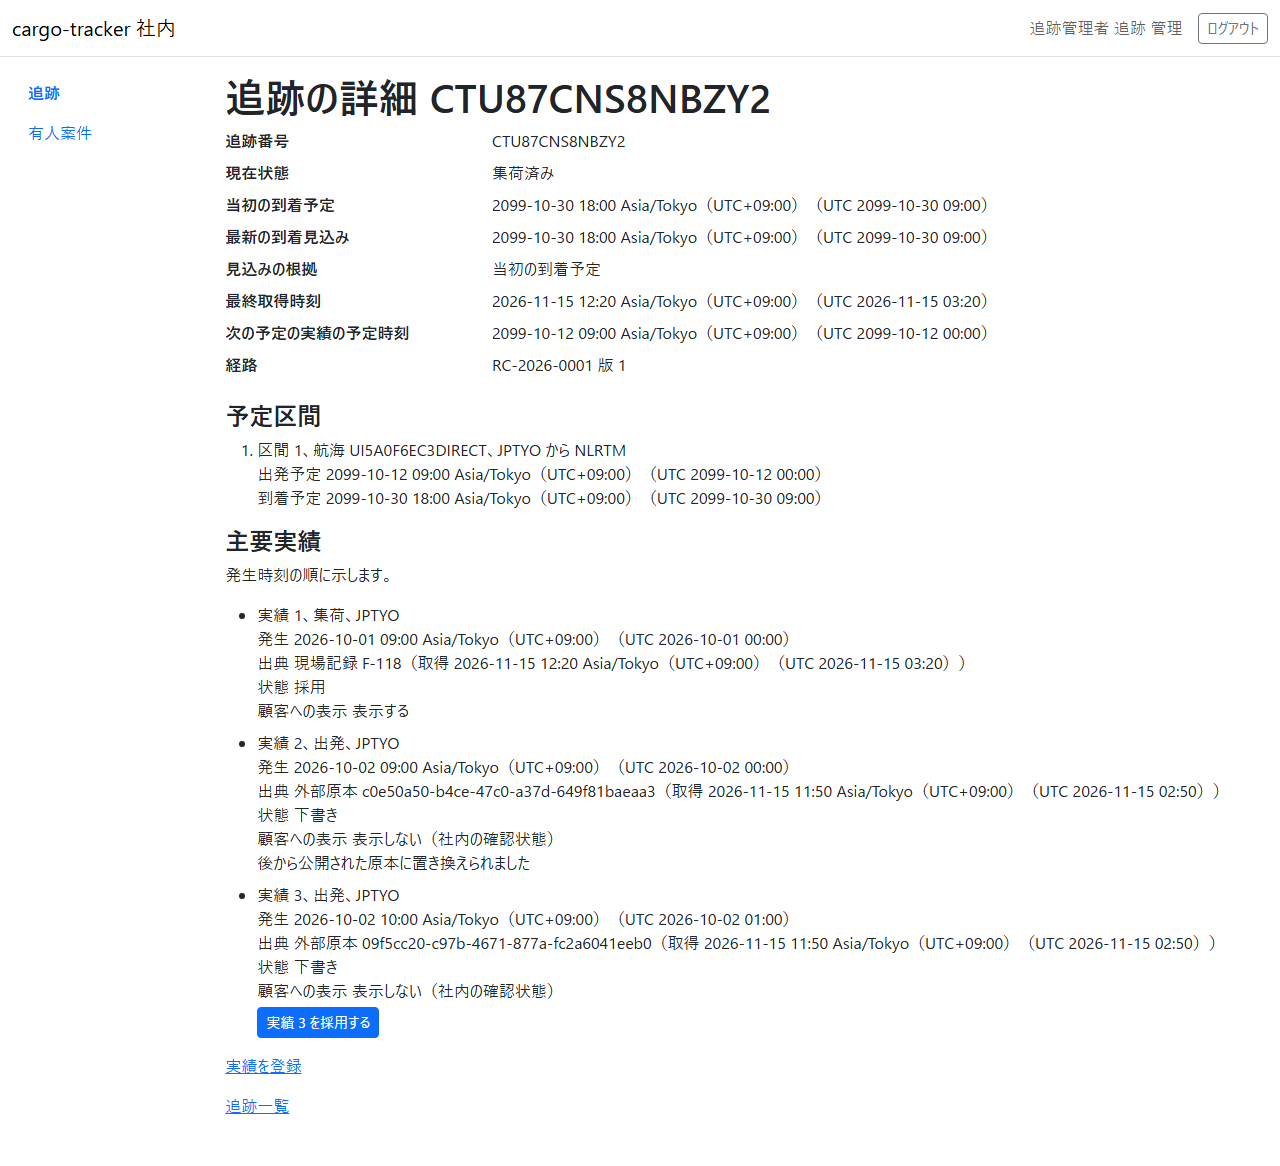 cargo-tracker 社内
追跡管理者 追跡 管理
ログアウト
追跡
有人案件
追跡の詳細 CTU87CNS8NBZY2
追跡番号 CTU87CNS8NBZY2
現在状態 集荷済み
当初の到着予定 2099-10-30 18:00 Asia/Tokyo（UTC+09:00）（UTC 2099-10-30 09:00）
最新の到着見込み 2099-10-30 18:00 Asia/Tokyo（UTC+09:00）（UTC 2099-10-30 09:00）
見込みの根拠 当初の到着予定
最終取得時刻 2026-11-15 12:20 Asia/Tokyo（UTC+09:00）（UTC 2026-11-15 03:20）
次の予定の実績の予定時刻 2099-10-12 09:00 Asia/Tokyo（UTC+09:00）（UTC 2099-10-12 00:00）
経路 RC-2026-0001 版 1
予定区間
1. 区間 1、航海 UI5A0F6EC3DIRECT、JPTYO から NLRTM
出発予定 2099-10-12 09:00 Asia/Tokyo（UTC+09:00）（UTC 2099-10-12 00:00）
到着予定 2099-10-30 18:00 Asia/Tokyo（UTC+09:00）（UTC 2099-10-30 09:00）
主要実績
発生時刻の順に示します。
• 実績 1、集荷、JPTYO
発生 2026-10-01 09:00 Asia/Tokyo（UTC+09:00）（UTC 2026-10-01 00:00）
出典 現場記録 F-118（取得 2026-11-15 12:20 Asia/Tokyo（UTC+09:00）（UTC 2026-11-15 03:20））
状態 採用
顧客への表示 表示する
• 実績 2、出発、JPTYO
発生 2026-10-02 09:00 Asia/Tokyo（UTC+09:00）（UTC 2026-10-02 00:00）
出典 外部原本 c0e50a50-b4ce-47c0-a37d-649f81baeaa3（取得 2026-11-15 11:50 Asia/Tokyo（UTC+09:00）（UTC 2026-11-15 02:50））
状態 下書き
顧客への表示 表示しない（社内の確認状態）
後から公開された原本に置き換えられました
• 実績 3、出発、JPTYO
発生 2026-10-02 10:00 Asia/Tokyo（UTC+09:00）（UTC 2026-10-02 01:00）
出典 外部原本 09f5cc20-c97b-4671-877a-fc2a6041eeb0（取得 2026-11-15 11:50 Asia/Tokyo（UTC+09:00）（UTC 2026-11-15 02:50））
状態 下書き
顧客への表示 表示しない（社内の確認状態）
実績 3 を採用する
実績を登録
追跡一覧